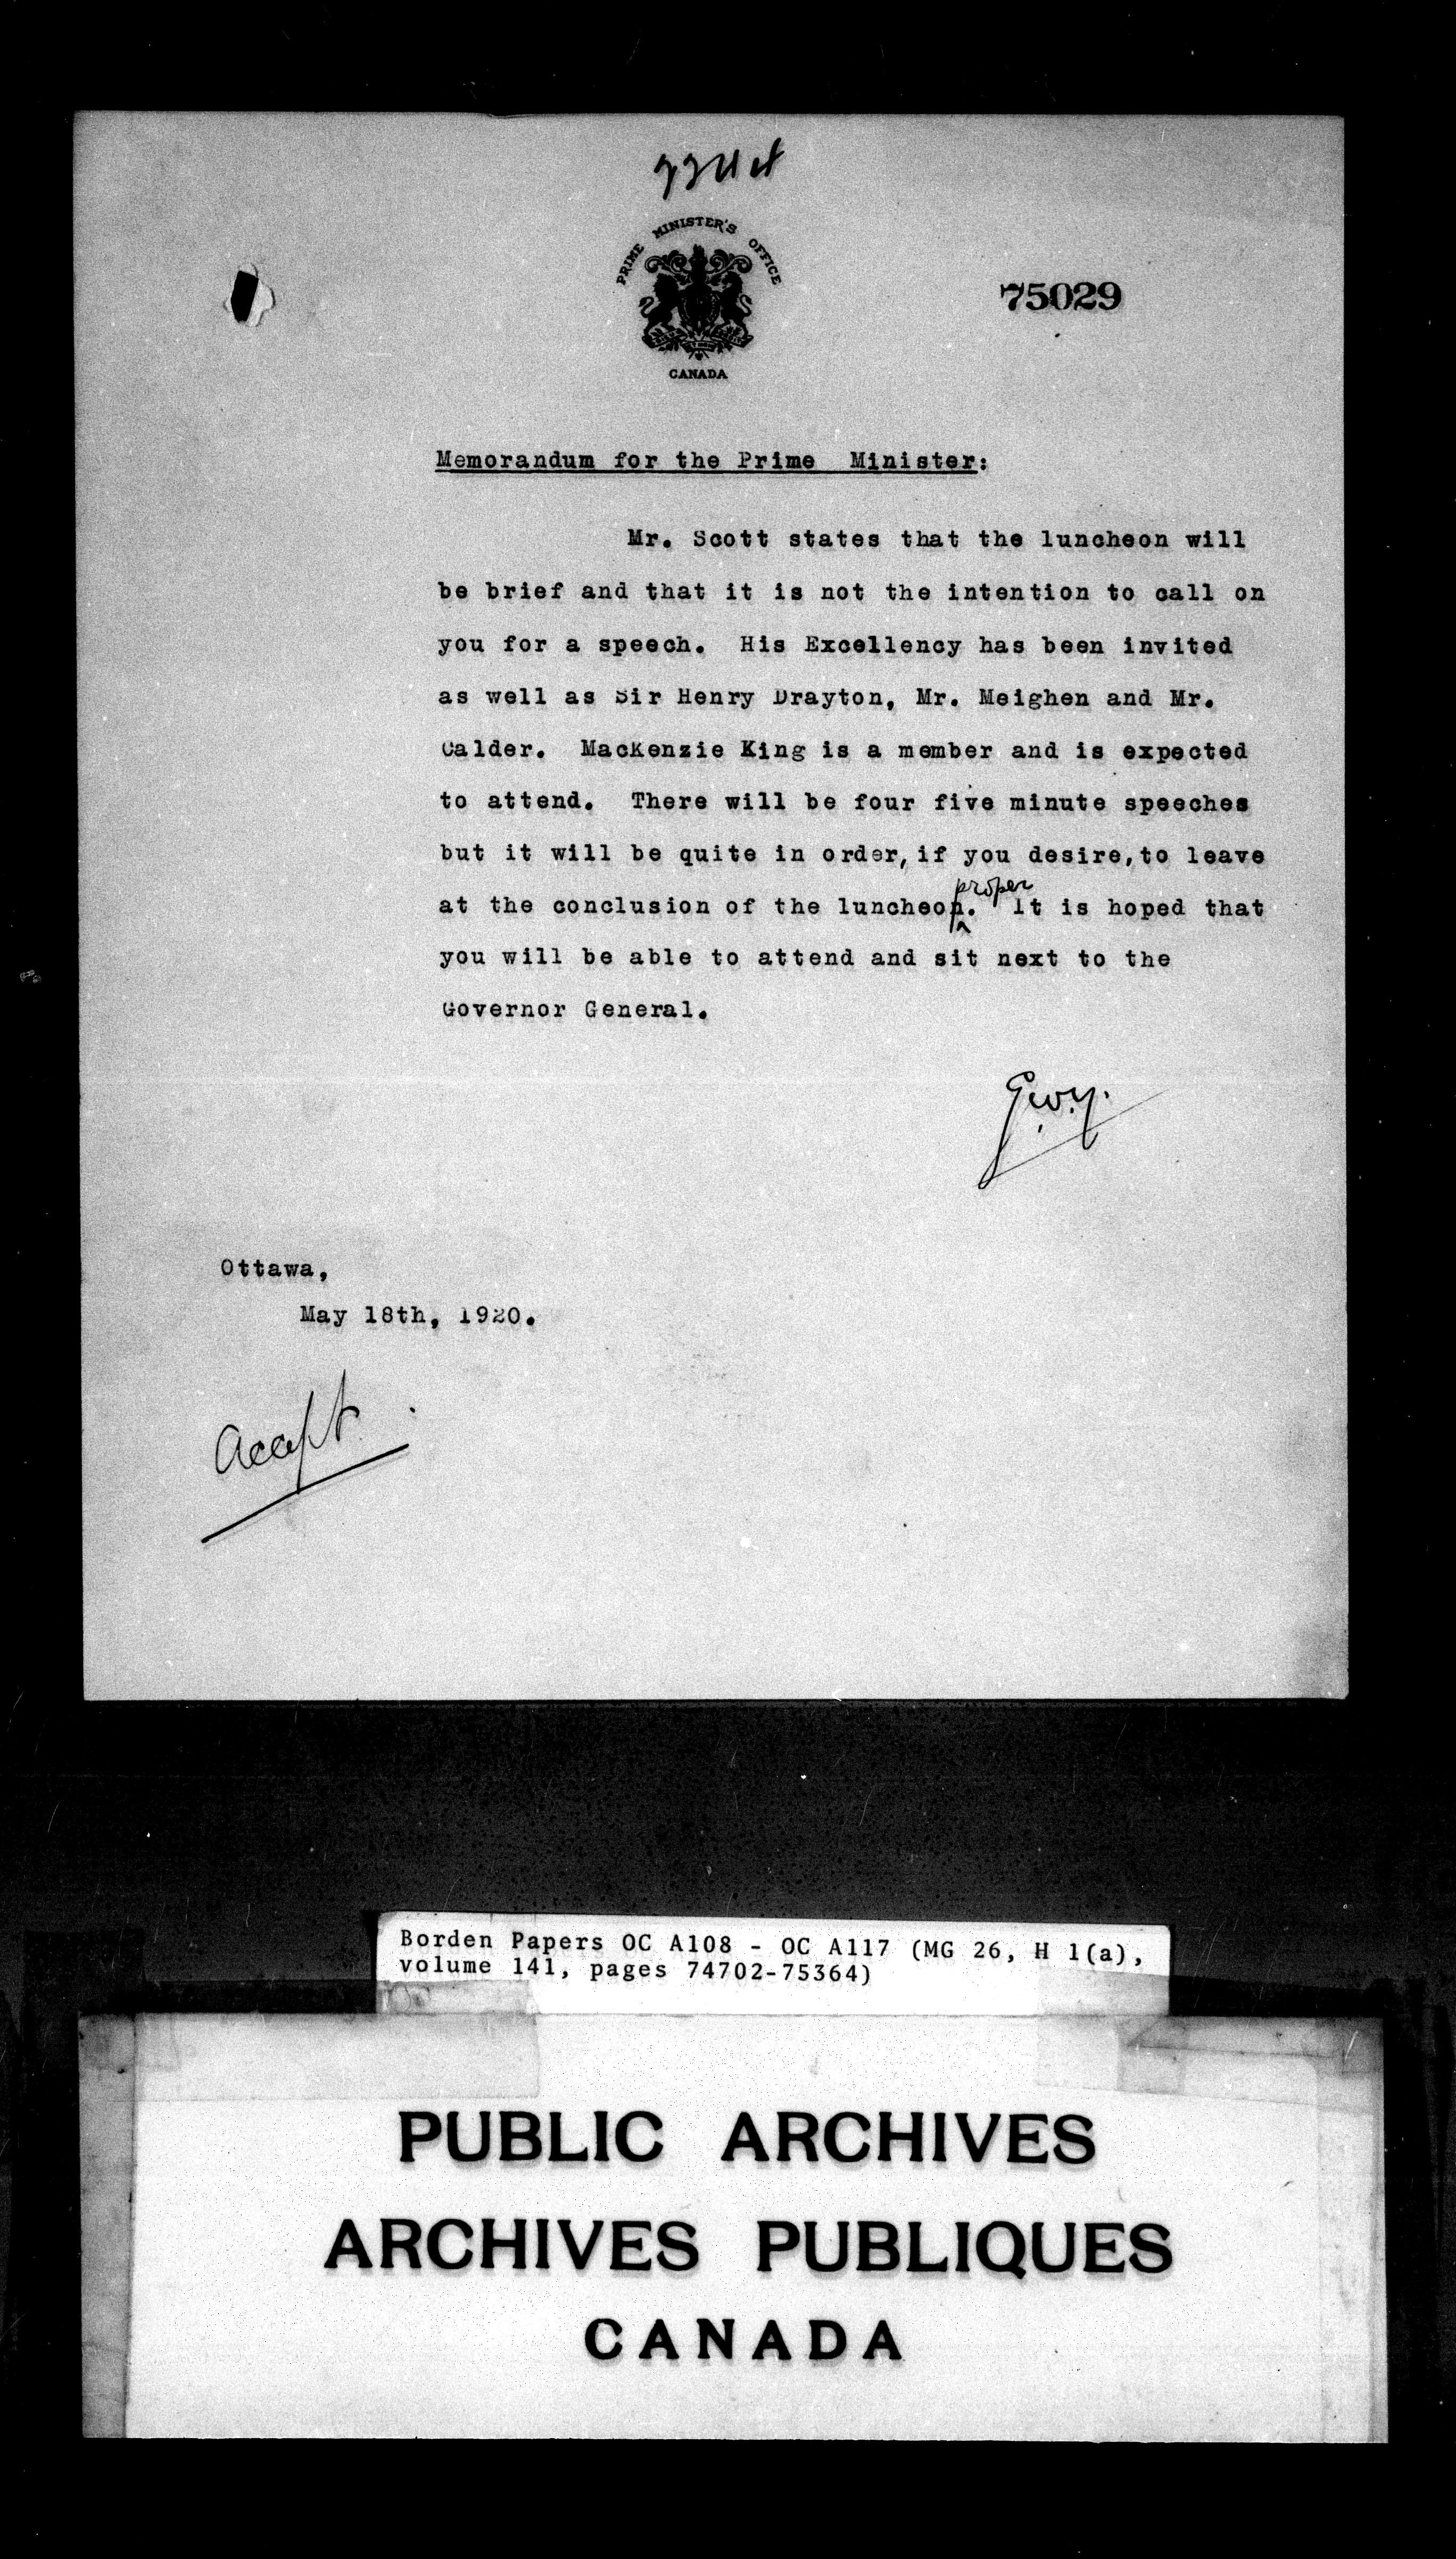 PRIME MINISTER'S OFFICE
CANADA
75029
Memorandum for the Prime Minister:
Mr. Scott states that the luncheon will
be brief and that it is not the intention to call on
you for a speech. His Excellency has been invited
as well as Sir Henry Drayton, Mr. Meighen and Mr.
Calder. MacKenzie King is a member and is expected
to attend. There will be four five minute speeches
but it will be quite in order, if you desire, to leave
proper
at the conclusion of the luncheon. It is hoped that
you will be able to attend and sit next to the
Governor General.
Ottawa,
May 18th, 1920.
Accept.
Borden Papers OC A108 - OC A117 (MG 26, H 1(a),
volume 141, pages 74702-75364)
PUBLIC ARCHIVES
ARCHIVES PUBLIQUES
CANADA